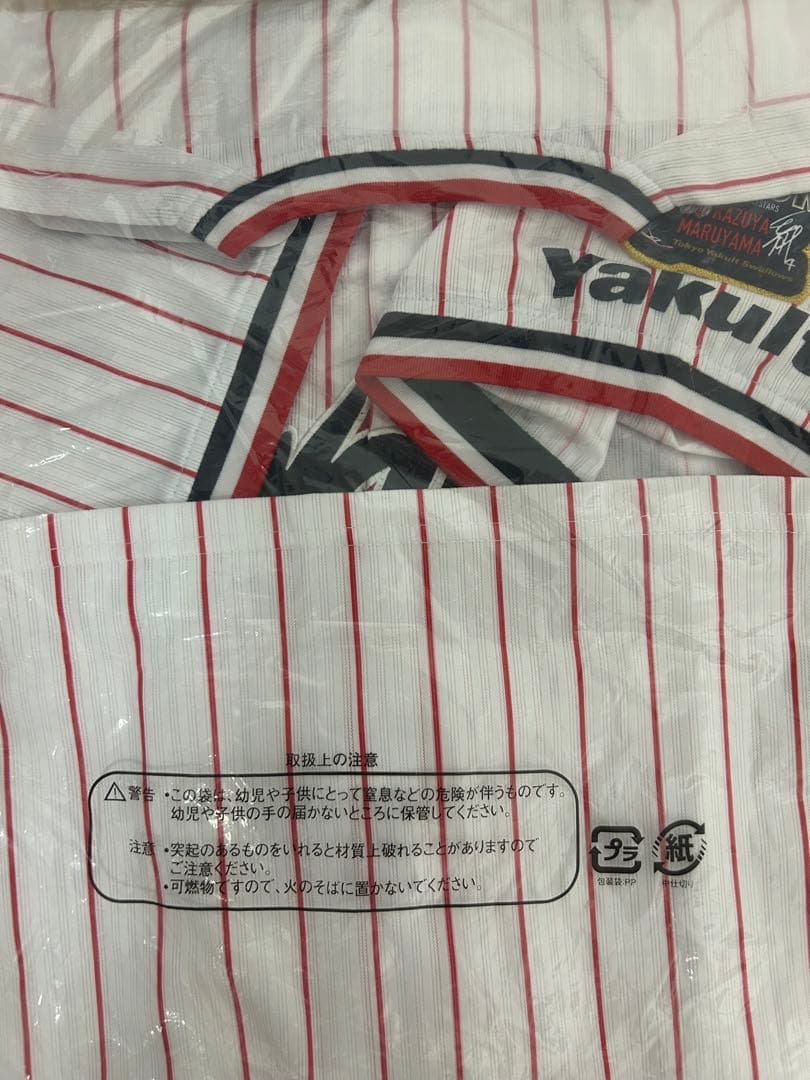 STARS
KAZUYA
MARUYAMA
4
Tokyo Yakult Swallows
Yakult
取扱上の注意
警告 ・この袋は、幼児や子供にとって窒息などの危険が伴うものです。
幼児や子供の手の届かないところに保管してください。
注意 ・突起のあるものをいれると材質上破れることがありますので
ご注意ください。
・可燃物ですので、火のそばに置かないでください。
プラ 紙
包装袋:PP 中仕切り